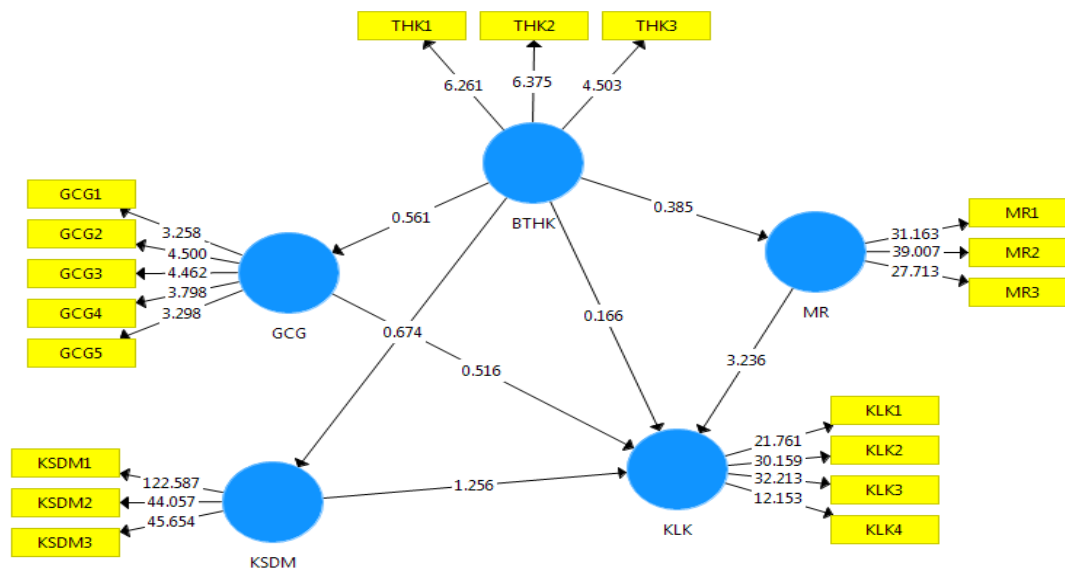 THK1 THK2 THK3
6.261 6.375 4.503
BTHK
GCG1
GCG2
GCG3
GCG4
GCG5
3.258
4.500
4.462
3.798
3.298
GCG
0.561
0.385
MR1
MR2
MR3
31.163
39.007
27.713
MR
0.674
0.166
0.516
3.236
KSDM1
KSDM2
KSDM3
122.587
44.057
45.654
KSDM
1.256
KLK1
KLK2
KLK3
KLK4
21.761
30.159
32.213
12.153
KLK